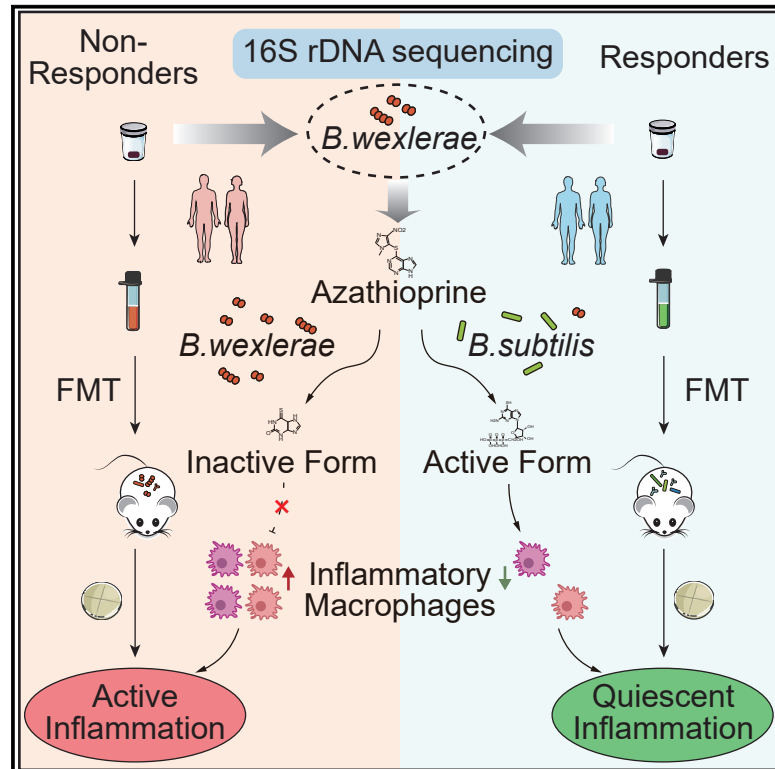 Non-
Responders
16S rDNA sequencing
Responders
B.wexlerae
NO2
Azathioprine
B.wexlerae
B.subtilis
FMT
FMT
Inactive Form
Active Form
Inflammatory
Macrophages
Active
Inflammation
Quiescent
Inflammation